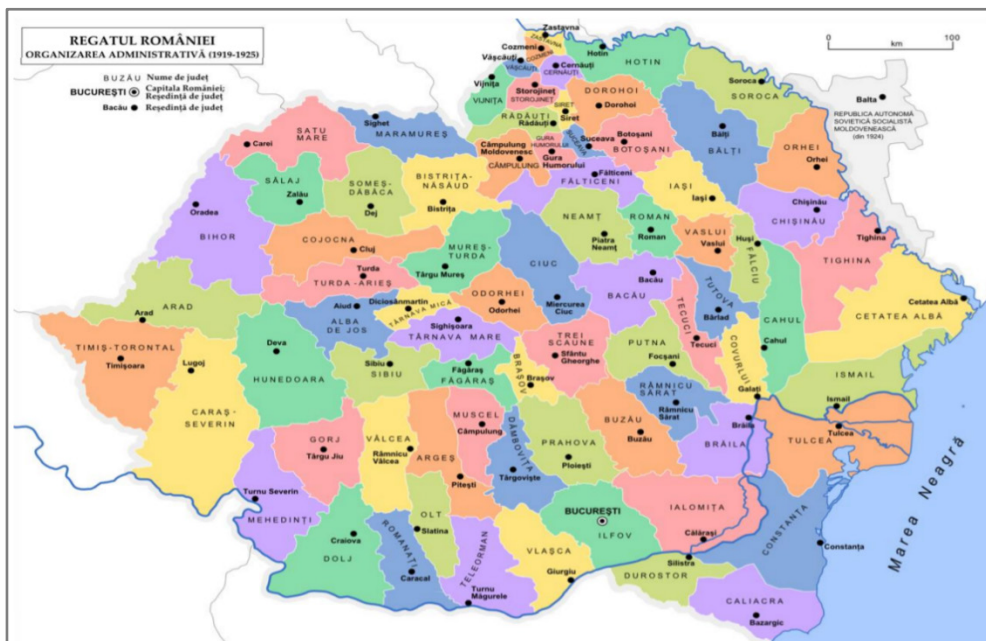 REGATUL ROMÂNIEI
ORGANIZAREA ADMINISTRATIVĂ (1919-1925)
BUZĂU Nume de județ
BUCUREȘTI Capitala României;
Reședință de județ
Bacău Reședință de județ
0 100
km
Zastavna
ZASTAVNA
Cozmeni
COZMENI
Vășcăuți
VĂȘCĂUȚI
Cernăuți
CERNĂUȚI
Hotin
HOTIN
Vijnița
VIJNIȚA
Storojineț
STOROJINEȚ
Soroca
SOROCA
Balta
REPUBLICA AUTONOMĂ
SOVIETICĂ SOCIALISTĂ
MOLDOVENEASCĂ
(din 1924)
DOROHOI
Dorohoi
SIRET
Siret
RĂDĂUȚI
Rădăuți
Sighet
MARAMUREȘ
SATU
MARE
Carei
Câmpulung
Moldovenesc
CÂMPULUNG
GURA
HUMORULUI
Gura
Humorului
SUCEAVA
Suceava
Botoșani
BOTOȘANI
Bălți
BĂLȚI
ORHEI
Orhei
SĂLAJ
Zalău
SOMEȘ-
DĂBÂCA
Dej
BISTRIȚA-
NĂSĂUD
Bistrița
Fălticeni
FĂLTICENI
IAȘI
Iași
Chișinău
CHIȘINĂU
Oradea
BIHOR
COJOCNA
Cluj
MUREȘ-
TURDA
Târgu Mureș
NEAMȚ
Piatra
Neamț
ROMAN
Roman
VASLUI
Vaslui
Huși
FĂLCIU
Tighina
TIGHINA
Turda
TURDA-ARIEȘ
CIUC
Miercurea
Ciuc
Bacău
BACĂU
TUTOVA
Bârlad
Cetatea Albă
CETATEA ALBĂ
ARAD
Arad
Aiud
ALBA
DE JOS
Diciosânmartin
TÂRNAVA MICĂ
ODORHEI
Odorhei
Sighișoara
TÂRNAVA MARE
TECUCI
Tecuci
CAHUL
Cahul
TIMIȘ-TORONTAL
Timișoara
Lugoj
Deva
HUNEDOARA
Sibiu
SIBIU
Făgăraș
FĂGĂRAȘ
BRAȘOV
Brașov
TREI
SCAUNE
Sfântu
Gheorghe
PUTNA
Focșani
COVURLUI
Galați
ISMAIL
Ismail
CARAȘ-
SEVERIN
GORJ
Târgu Jiu
VÂLCEA
Râmnicu
Vâlcea
ARGEȘ
Pitești
MUSCEL
Câmpulung
DÂMBOVIȚA
Târgoviște
PRAHOVA
Ploiești
BUZĂU
Buzău
RÂMNICU
SĂRAT
Râmnicu
Sărat
Brăila
BRĂILA
Tulcea
TULCEA
Turnu Severin
MEHEDINȚI
Craiova
DOLJ
ROMANAȚI
Caracal
OLT
Slatina
TELEORMAN
Turnu
Măgurele
VLAȘCA
Giurgiu
BUCUREȘTI
ILFOV
IALOMIȚA
Călărași
CONSTANȚA
Constanța
Silistra
DUROSTOR
CALIACRA
Bazargic
Marea Neagră